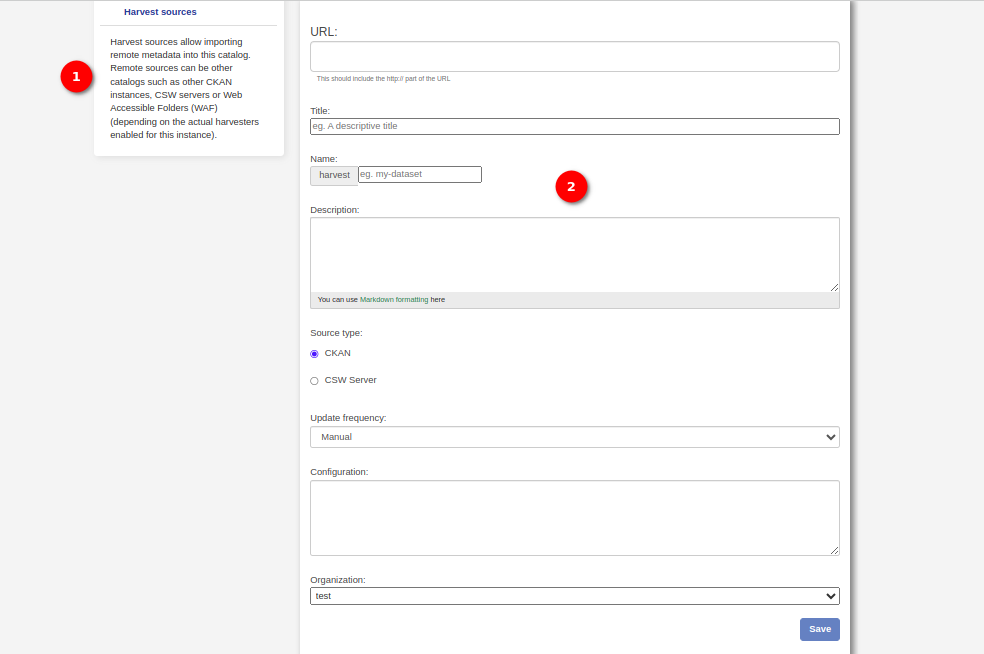 Harvest sources
Harvest sources allow importing
remote metadata into this catalog.
Remote sources can be other
catalogs such as other CKAN
instances, CSW servers or Web
Accessible Folders (WAF)
(depending on the actual harvesters
enabled for this instance).
1
URL:
This should include the http:// part of the URL
Title:
eg. A descriptive title
Name:
harvest eg. my-dataset
2
Description:
You can use Markdown formatting here
Source type:
CKAN
CSW Server
Update frequency:
Manual
Configuration:
Organization:
test
Save